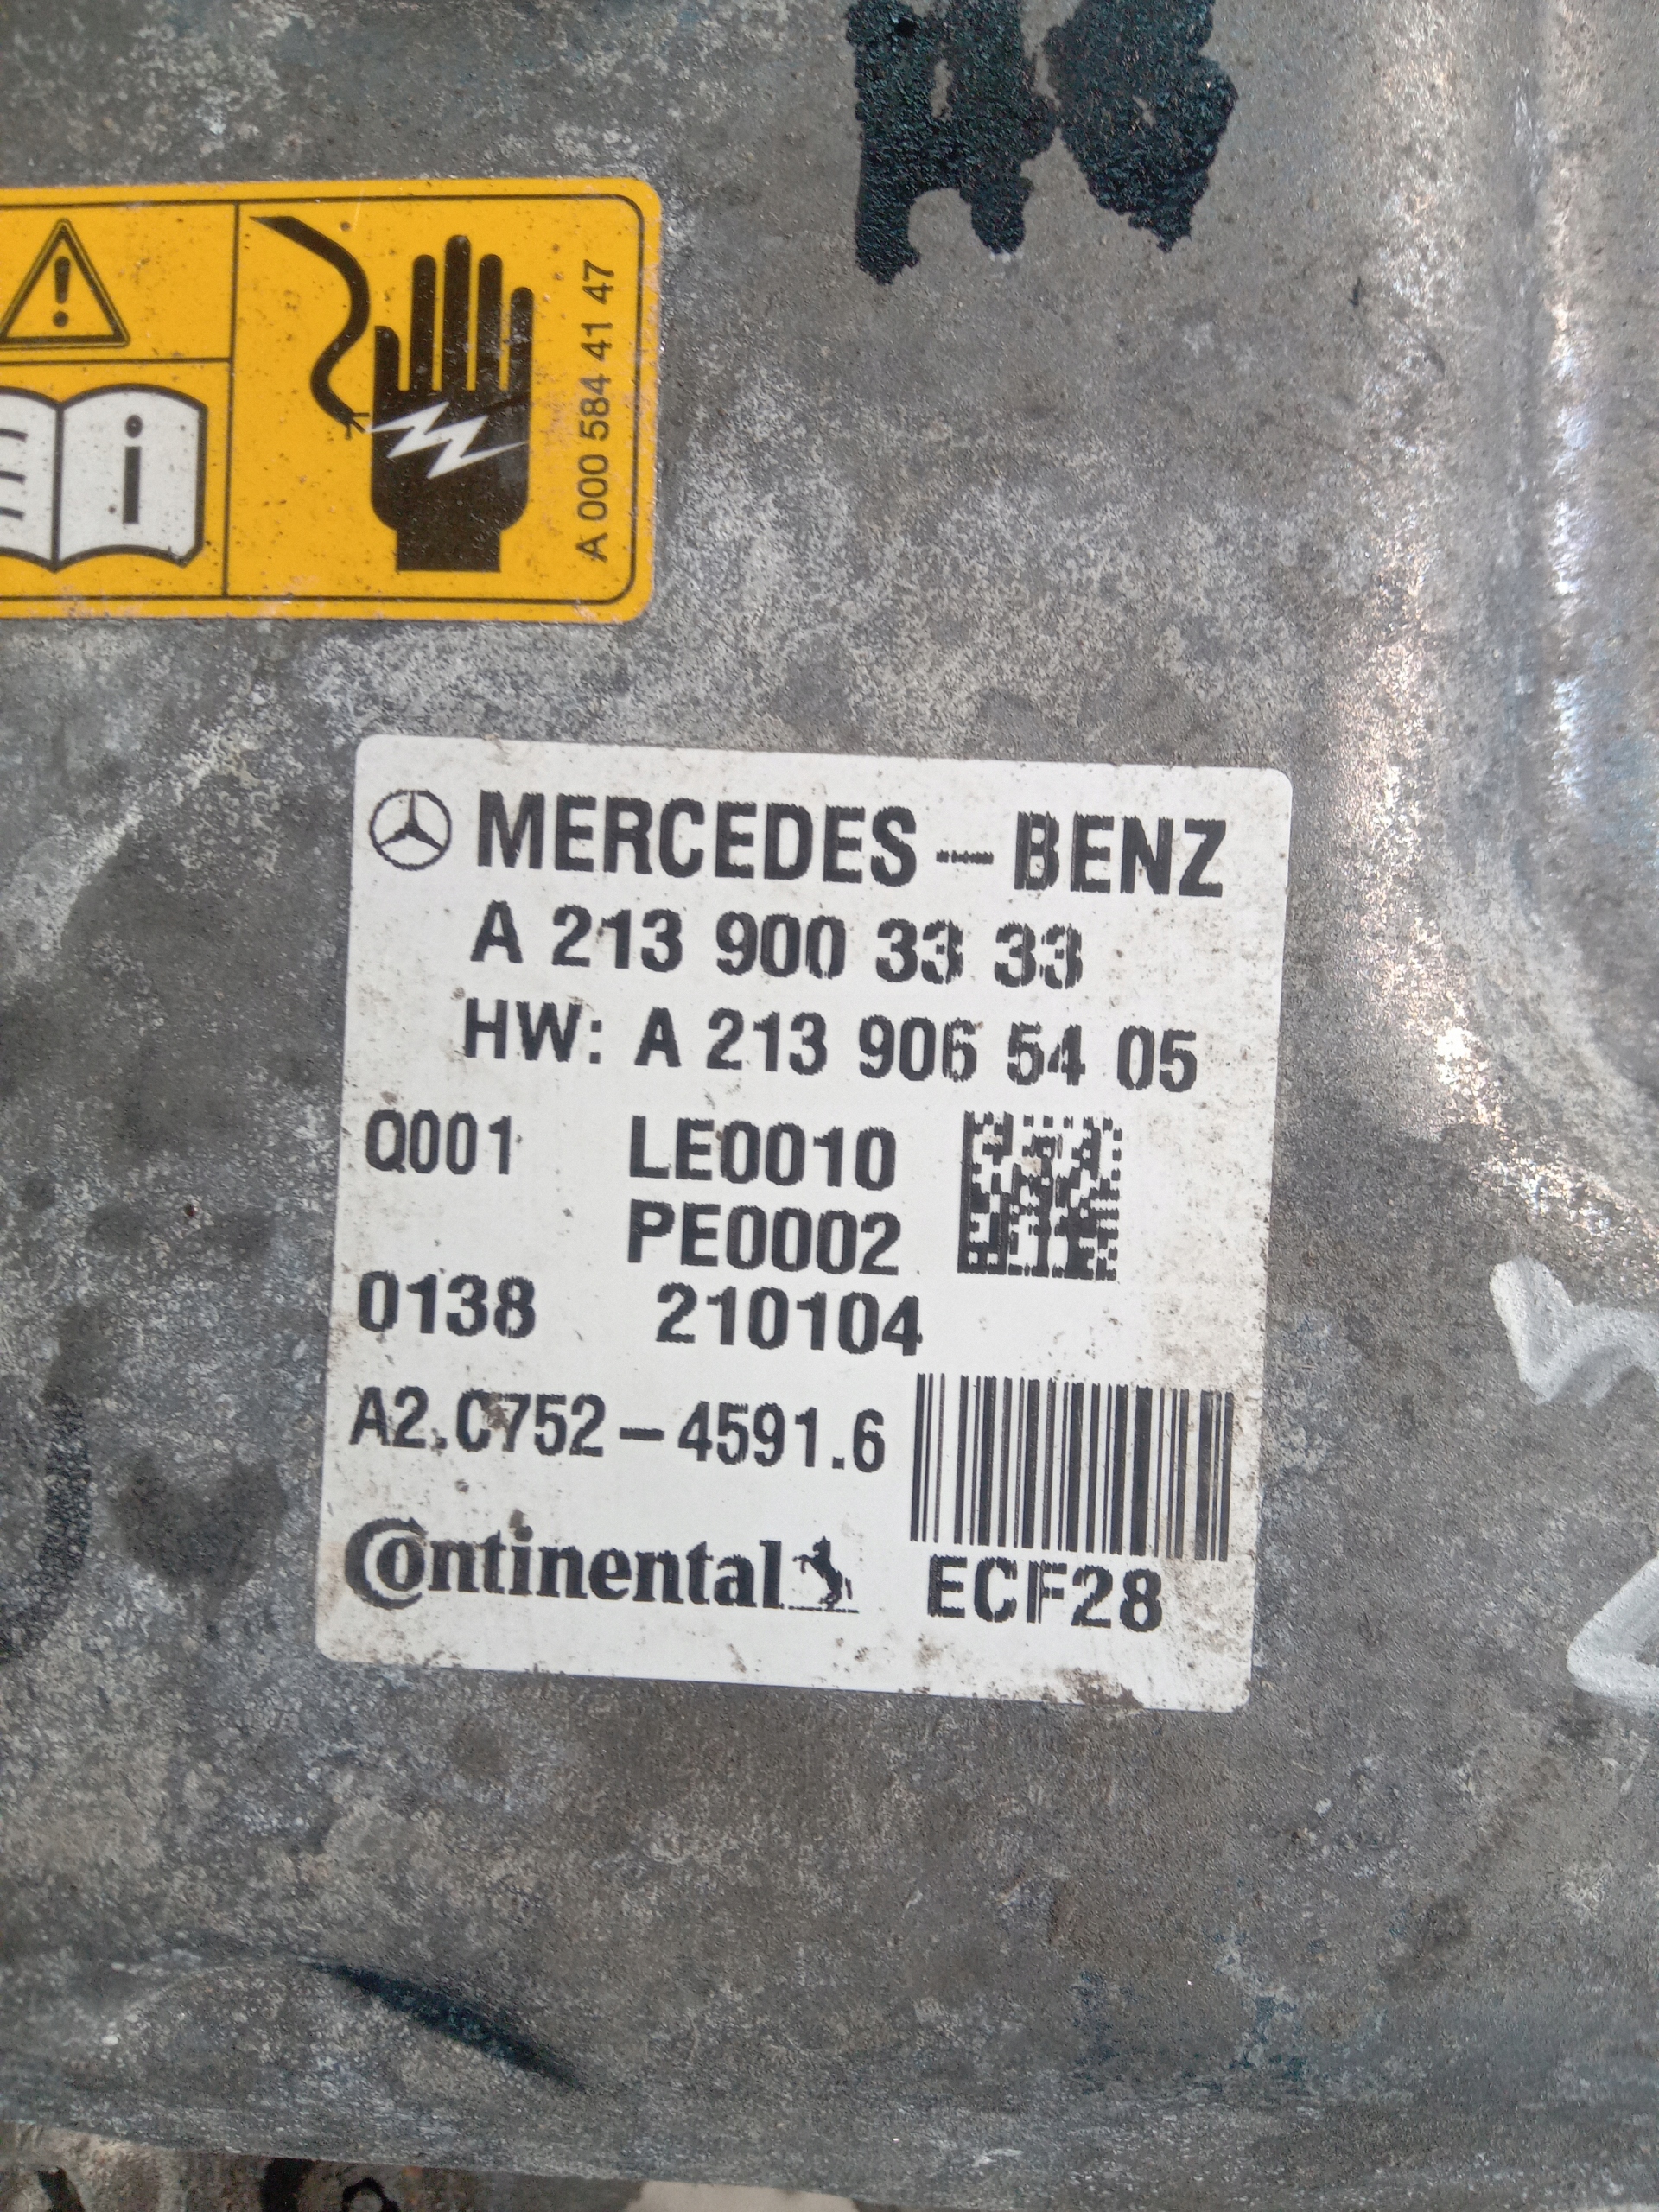 A 000 584 41 47
MERCEDES-BENZ
A 213 900 33 33
HW: A 213 906 54 05
Q001 LE0010
PE0002
0138 210104
A2.C752-4591.6
Continental ECF28